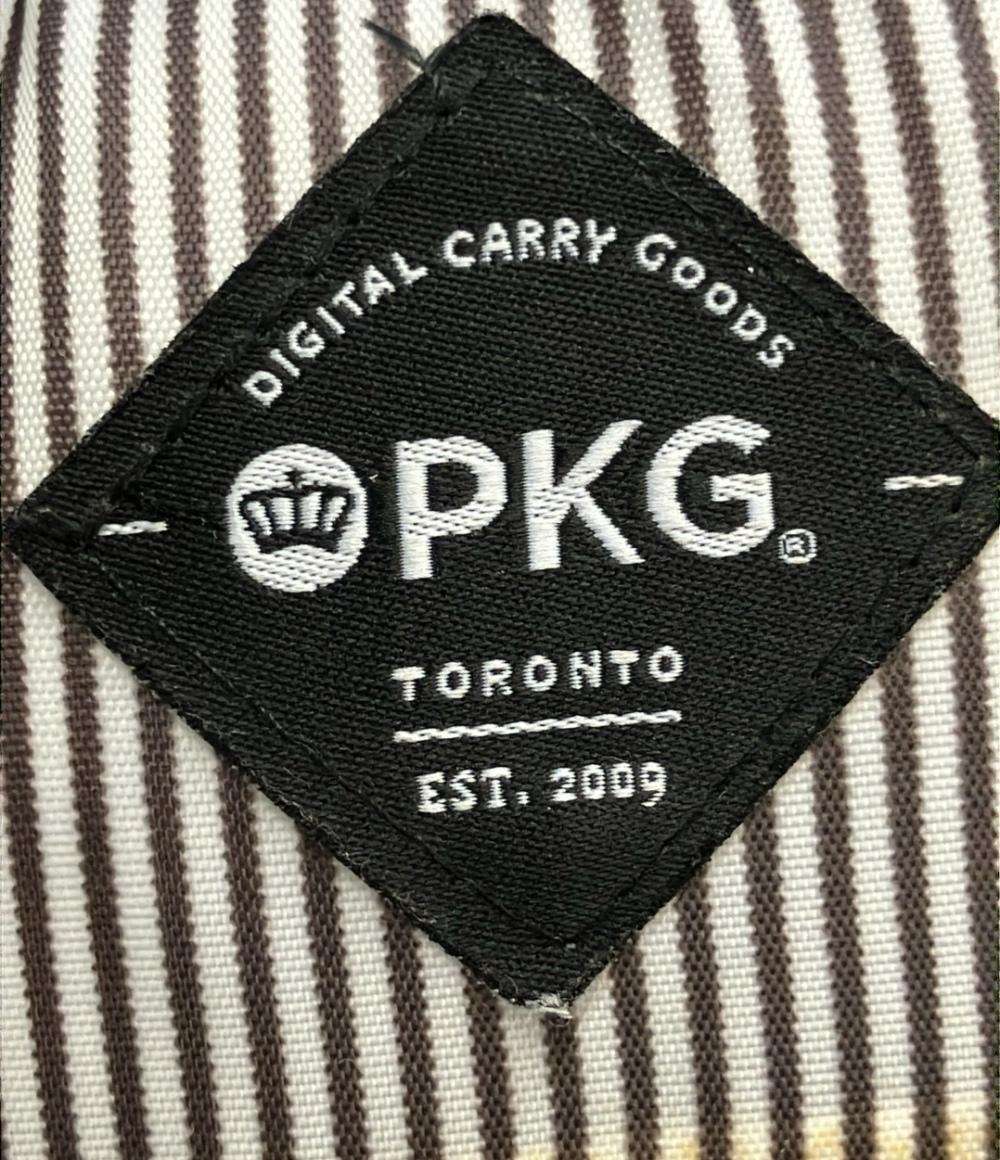 DIGITAL CARRY GOODS
PKG®
TORONTO
EST. 2009